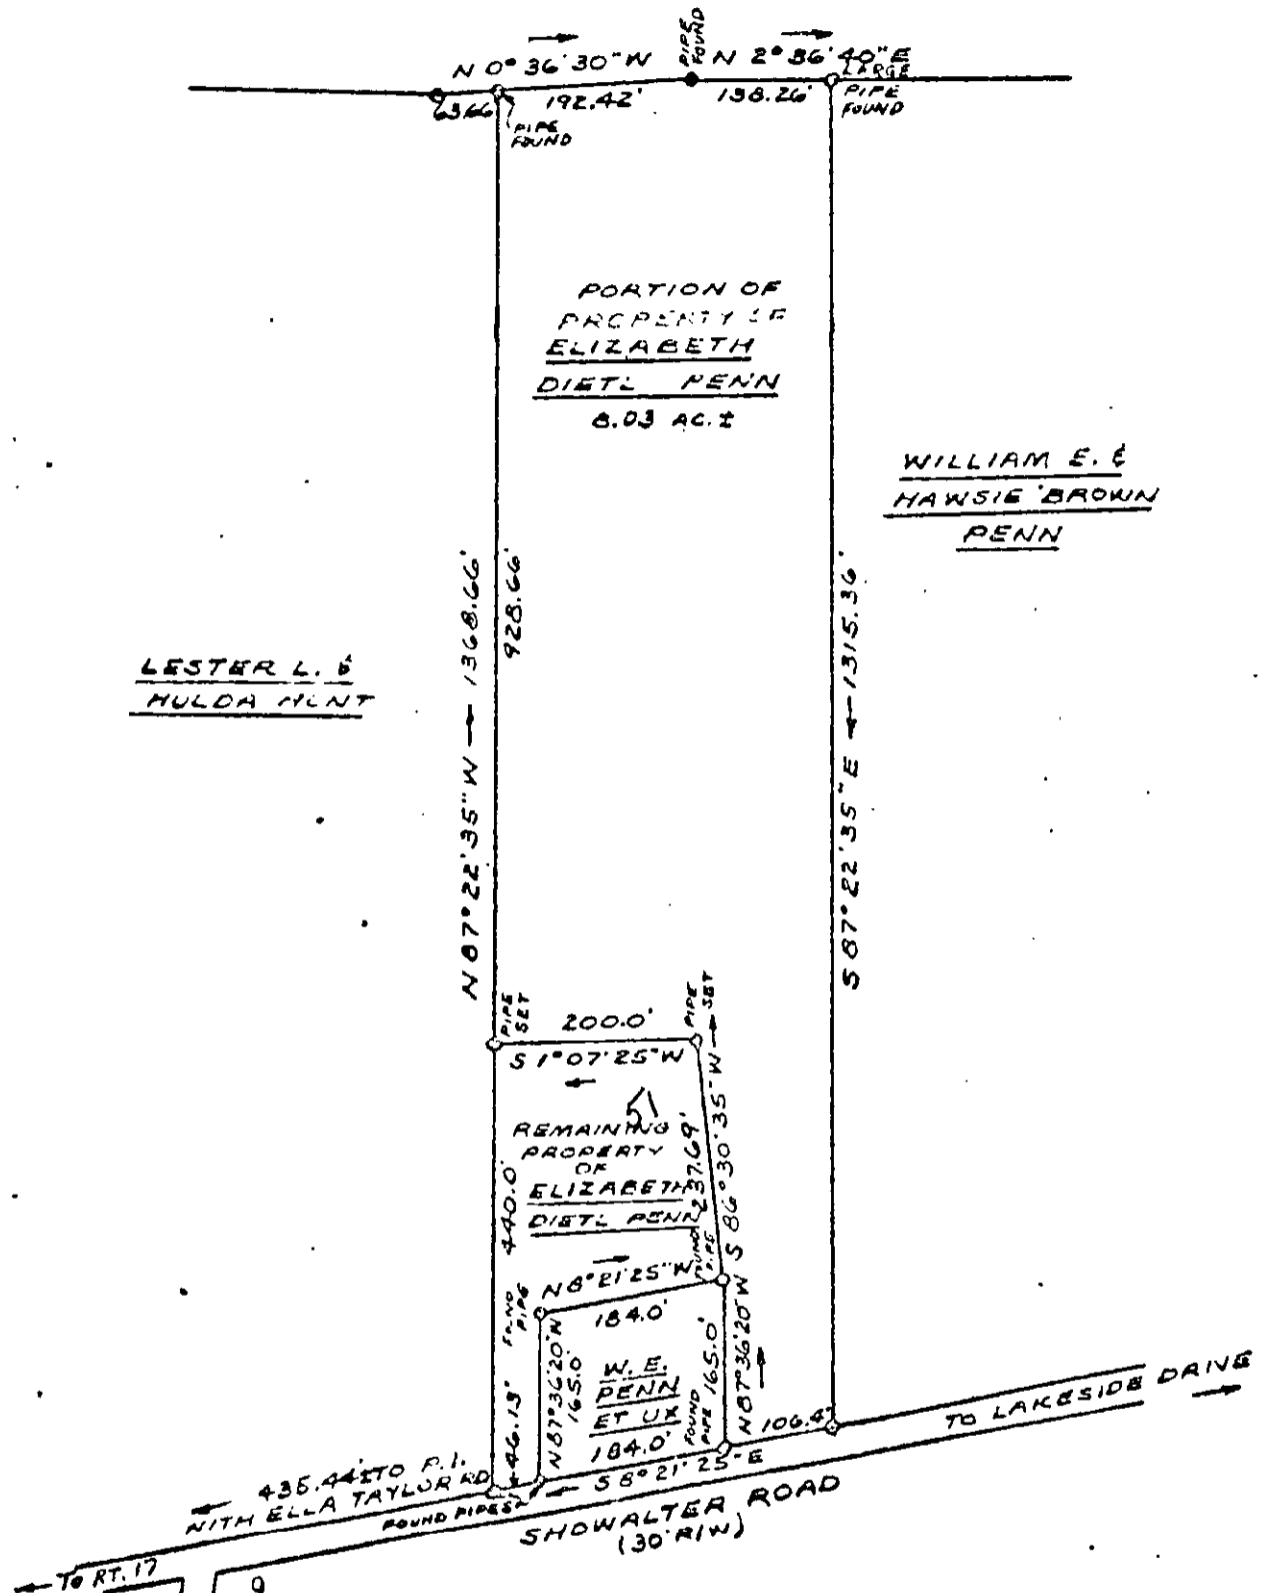 N 0° 36' 30" W
PIPE
FOUND
N 2° 36' 40" E
LARGE
PIPE
FOUND
63.66
192.42'
138.26'
PIPE
FOUND
PORTION OF
PROPERTY OF
ELIZABETH
DIETL PENN
8.03 AC. ±
WILLIAM E. &
HAWSIE BROWN
PENN
LESTER L. &
HULDA
N 87° 22' 35" W 1368.66'
928.66'
S 87° 22' 35" E 1315.36'
PIPE
SET
200.0'
PIPE
SET
S 1° 07' 25" W
51
REMAINING
PROPERTY
OF
ELIZABETH
DIETL PENN
440.0'
237.69'
S 86° 30' 35" W
FOUND
PIPE
N 8° 21' 25" W
184.0'
FOUND
PIPE
N 87° 36' 20" W
165.0'
W. E.
PENN
ET UX
184.0'
FOUND
PIPE
165.0'
N 87° 36' 20" W
46.13'
106.4
S 8° 21' 25" E
TO LAKESIDE DRIVE
435.44' ± TO P.I.
WITH ELLA TAYLOR RD
FOUND PIPES
SHOWALTER ROAD
(30' R/W)
TO RT. 17